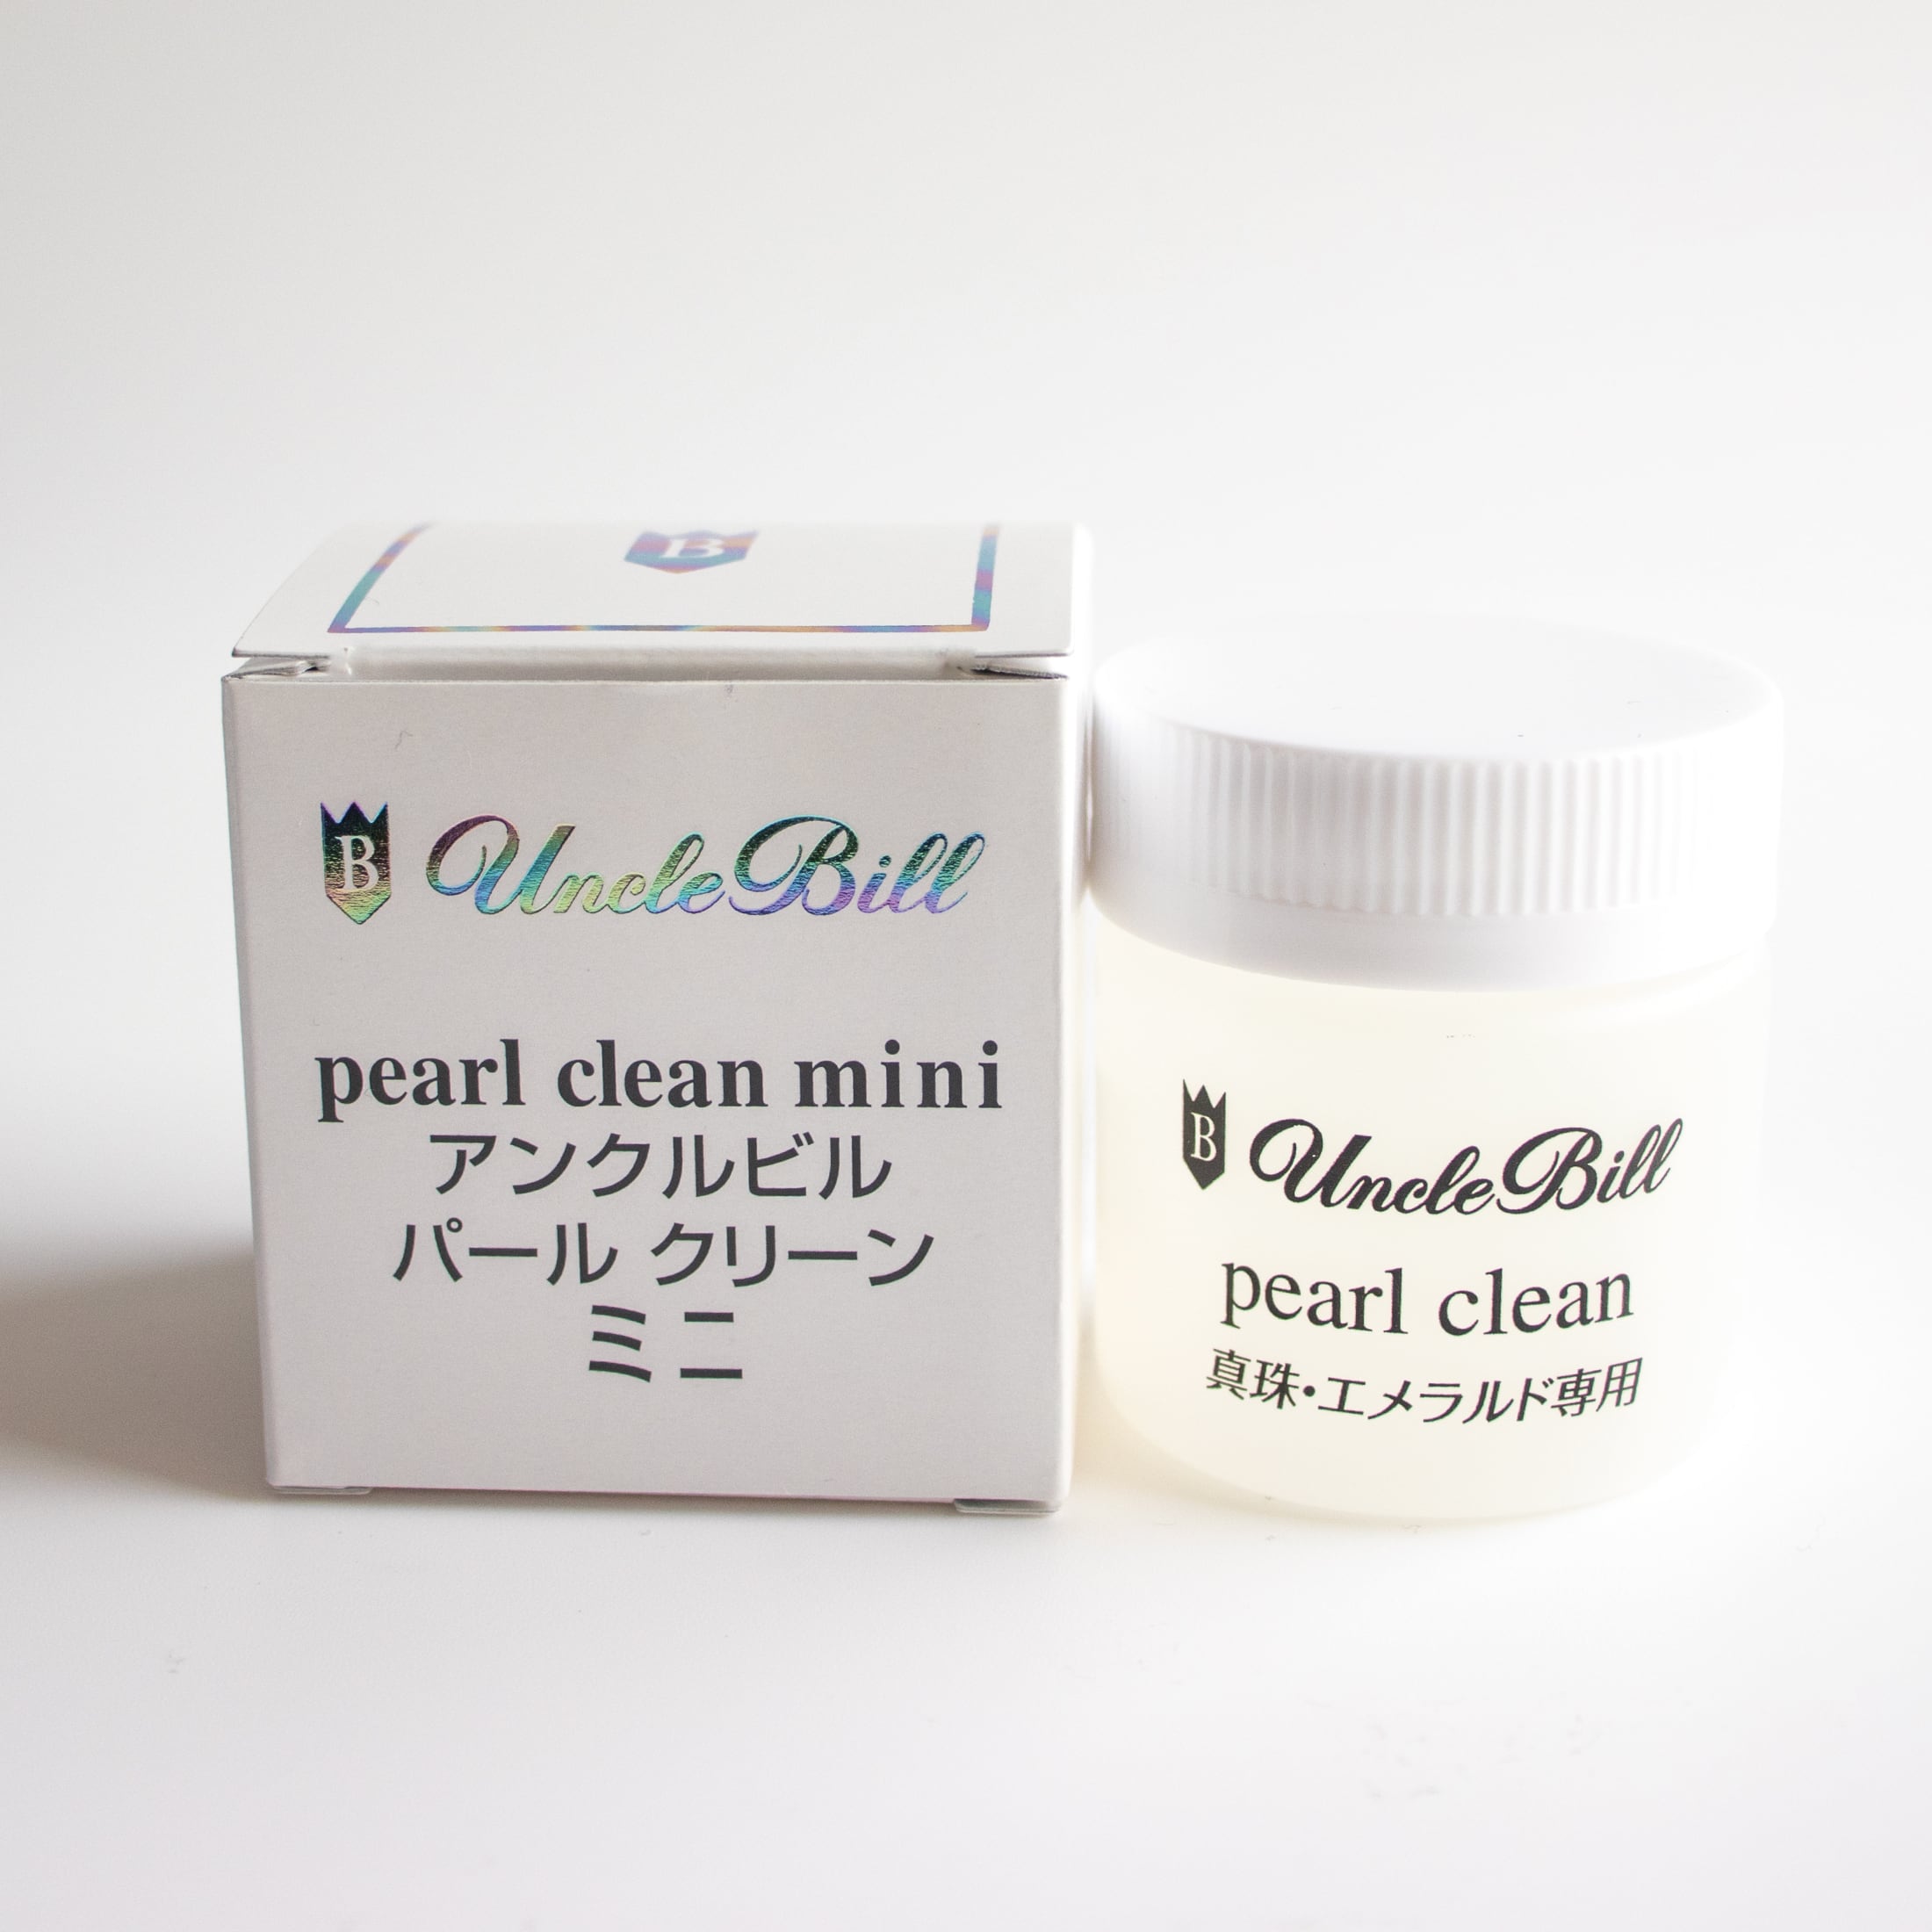 B
B UncleBill
pearl clean mini
アンクルビル
パール クリーン
ミニ
B UncleBill
pearl clean
真珠・エメラルド専用